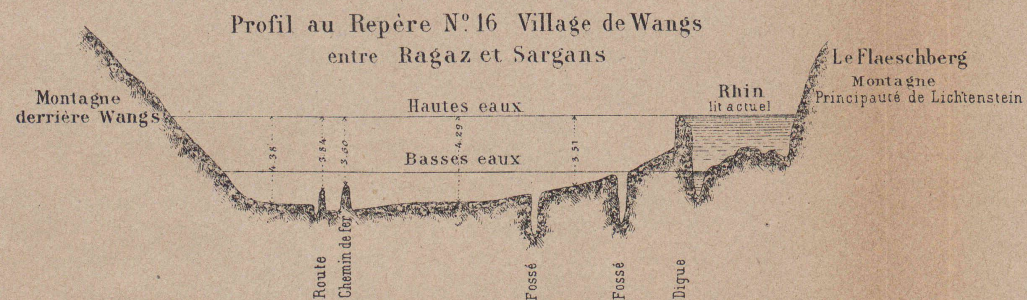 Profil au Repère Nº. 16 Village de Wangs
entre Ragaz et Sargans
Le Flaeschberg
Montagne
Principauté de Lichtenstein
Montagne
derrière Wangs
Hautes eaux
Rhin
lit actuel
4.38
3.84
3.60
4.29
3.51
Basses eaux
Route
Chemin de fer
Fossé
Fossé
Digue